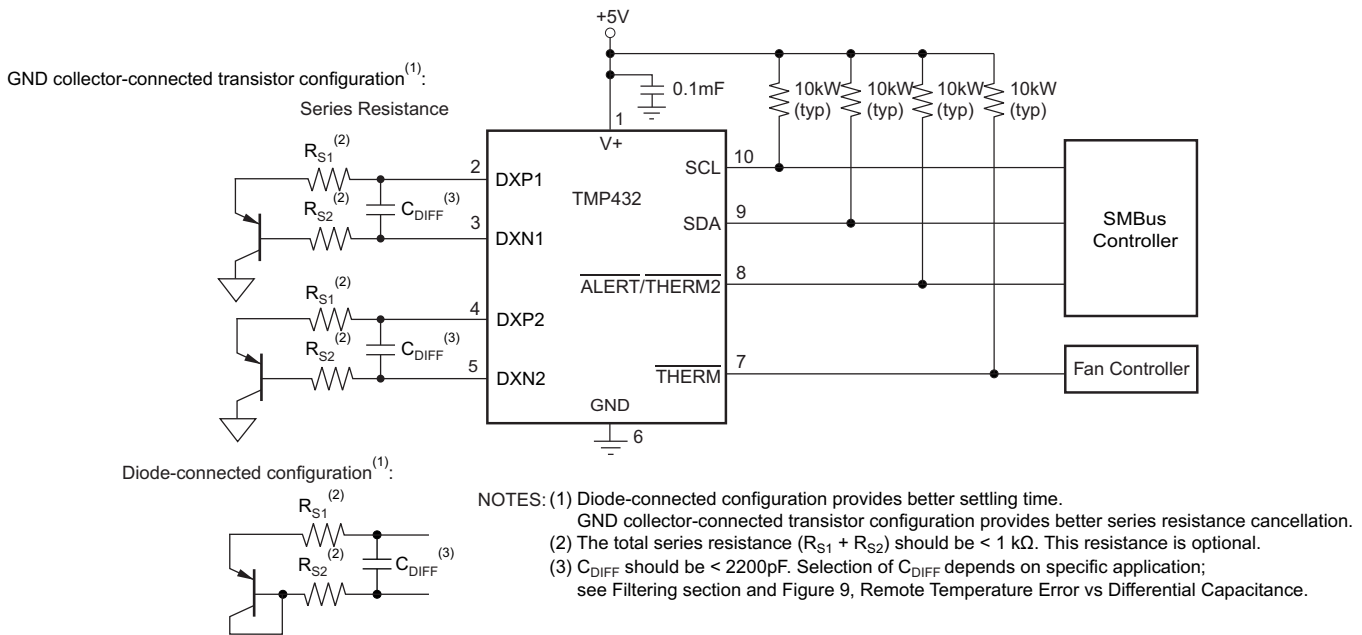 +5V
GND collector-connected transistor configuration(1):
0.1mF
10kW (typ)
10kW (typ)
10kW (typ)
10kW (typ)
Series Resistance
1
V+
RS1(2)
2
DXP1
CDIFF(3)
RS2(2)
3
DXN1
TMP432
SCL
10
SDA
9
SMBus
Controller
ALERT/THERM2
8
RS1(2)
4
DXP2
CDIFF(3)
RS2(2)
5
DXN2
THERM
7
Fan Controller
GND
6
Diode-connected configuration(1):
RS1(2)
CDIFF(3)
RS2(2)
NOTES: (1) Diode-connected configuration provides better settling time.
GND collector-connected transistor configuration provides better series resistance cancellation.
(2) The total series resistance (RS1 + RS2) should be < 1 kΩ. This resistance is optional.
(3) CDIFF should be < 2200pF. Selection of CDIFF depends on specific application;
see Filtering section and Figure 9, Remote Temperature Error vs Differential Capacitance.